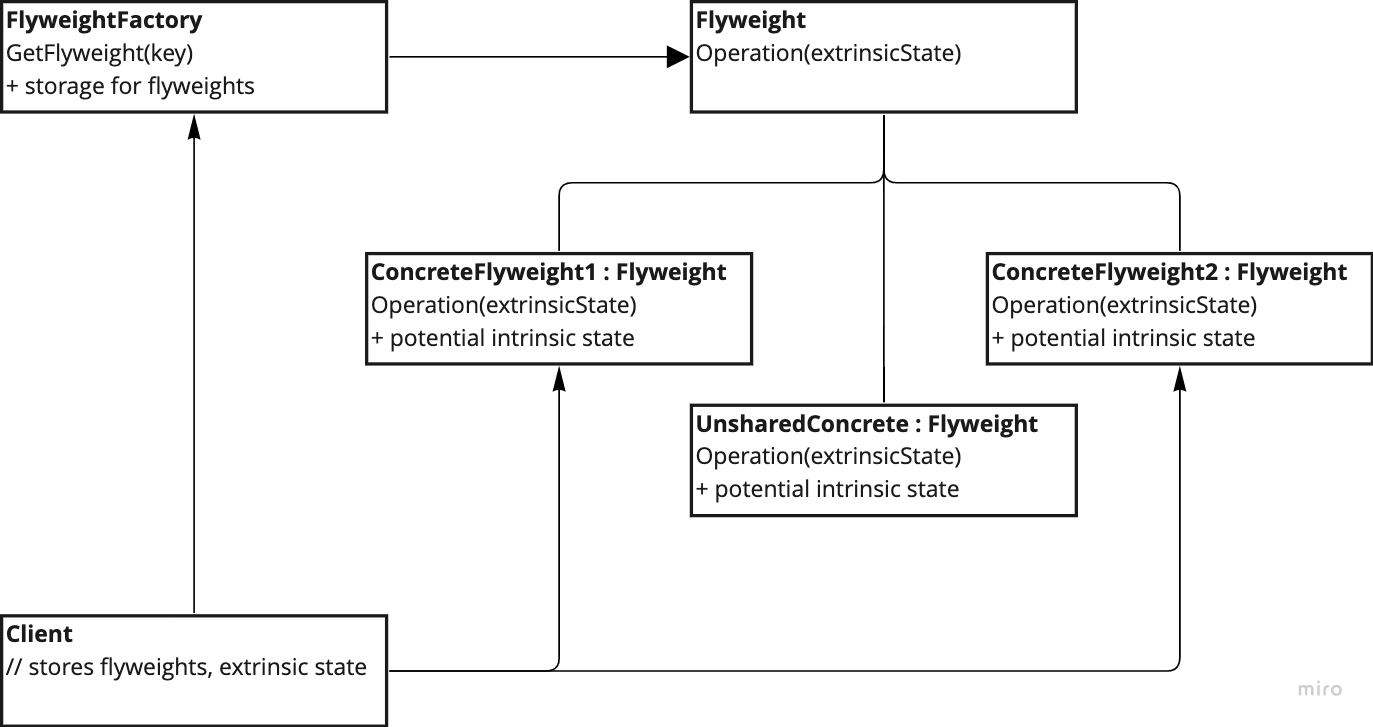 FlyweightFactory
GetFlyweight(key)
+ storage for flyweights
Flyweight
Operation(extrinsicState)
ConcreteFlyweight1 : Flyweight
Operation(extrinsicState)
+ potential intrinsic state
ConcreteFlyweight2 : Flyweight
Operation(extrinsicState)
+ potential intrinsic state
UnsharedConcrete : Flyweight
Operation(extrinsicState)
+ potential intrinsic state
Client
// stores flyweights, extrinsic state
miro